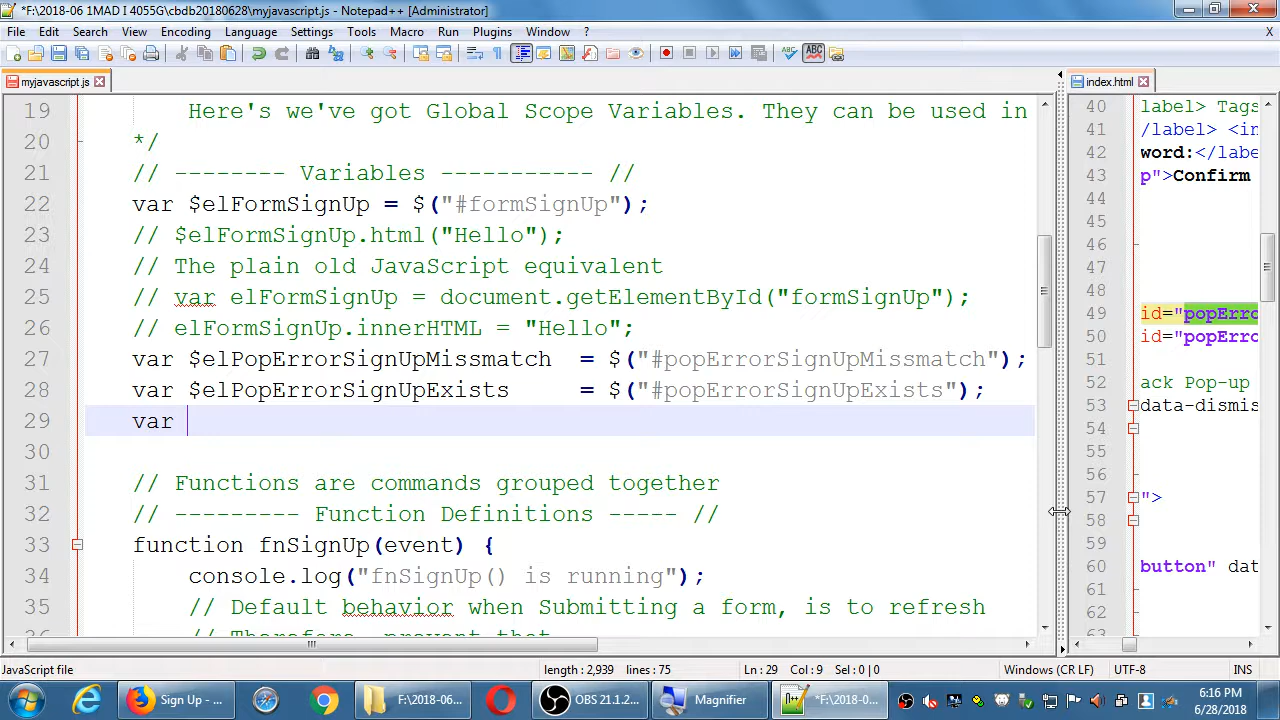 *F:\2018-06 1MAD I 4055G\cbdb20180628\myjavascript.js - Notepad++ [Administrator]
File Edit Search View Encoding Language Settings Tools Macro Run Plugins Window ? X
myjavascript.js
index.html
19 Here's we've got Global Scope Variables. They can be used in
20 */
21 // -------- Variables ----------- //
22 var $elFormSignUp = $("#formSignUp");
23 // $elFormSignUp.html("Hello");
24 // The plain old JavaScript equivalent
25 // var elFormSignUp = document.getElementById("formSignUp");
26 // elFormSignUp.innerHTML = "Hello";
27 var $elPopErrorSignUpMissmatch = $("#popErrorSignUpMissmatch");
28 var $elPopErrorSignUpExists = $("#popErrorSignUpExists");
29 var
30
31 // Functions are commands grouped together
32 // --------- Function Definitions ----- //
33 function fnSignUp(event) {
34 console.log("fnSignUp() is running");
35 // Default behavior when Submitting a form, is to refresh
36 // Therefore, prevent that
40 label> Tags
41 /label> <in
42 word:</labe
43 p">Confirm
44
45
46
47
48
49 id="popErro
50 id="popErro
51
52 ack Pop-up
53 data-dismis
54
55
56
57 ">
58
59
60 button" dat
61
62
63
JavaScript file length : 2,939 lines : 75 Ln : 29 Col : 9 Sel : 0 | 0 Windows (CR LF) UTF-8 INS
Sign Up - ...
F:\2018-06...
OBS 21.1.2...
Magnifier
*F:\2018-0...
6:16 PM
6/28/2018